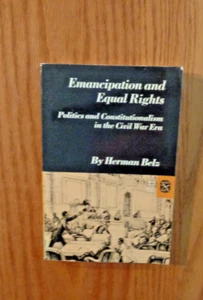 Emancipation and
Equal Rights
Politics and Constitutionalism
in the Civil War Era
By Herman Belz